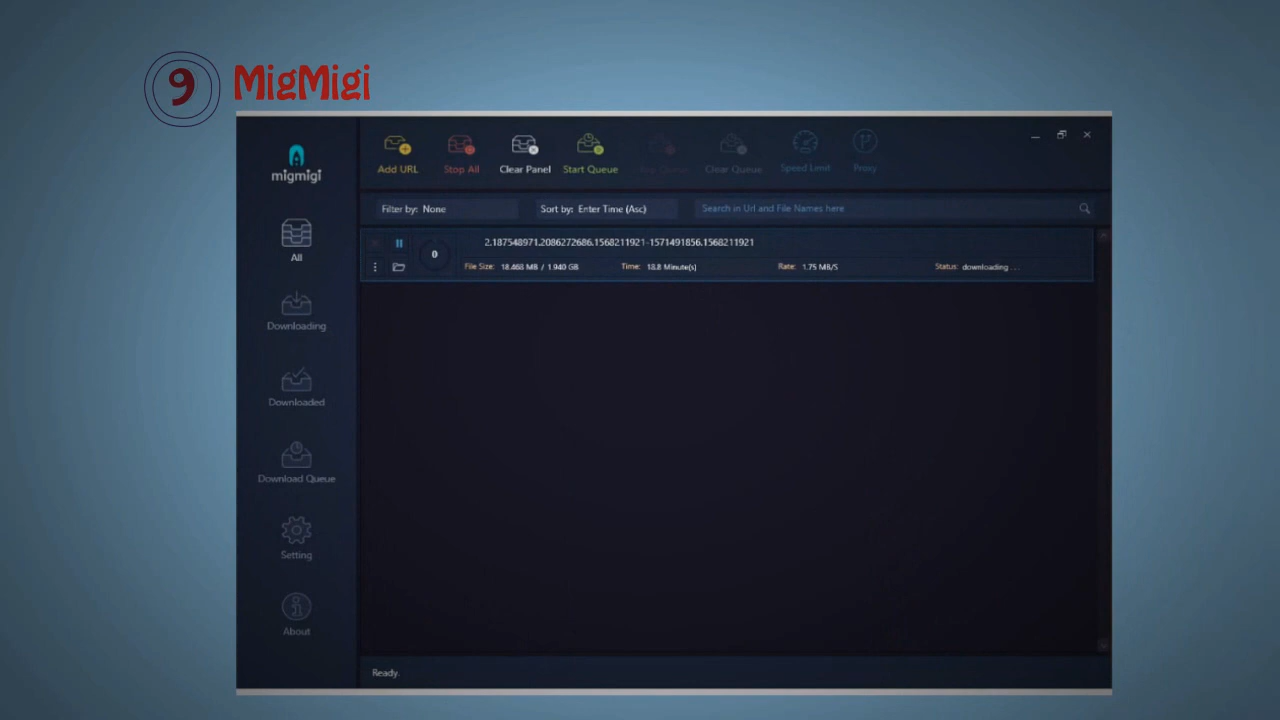 9 MigMigi
migmigi
Add URL
Stop All
Clear Panel
Start Queue
Stop Queue
Clear Queue
Speed Limit
Proxy
Filter by: None
Sort by: Enter Time (Asc)
Search in Url and File Names here
All
2.187548971.2086272686.1568211921-1571491856.1568211921
0
File Size: 18.468 MB / 1.940 GB
Time: 18.8 Minute(s)
Rate: 1.75 MB/S
Status: downloading ...
Downloading
Downloaded
Download Queue
Setting
About
Ready.